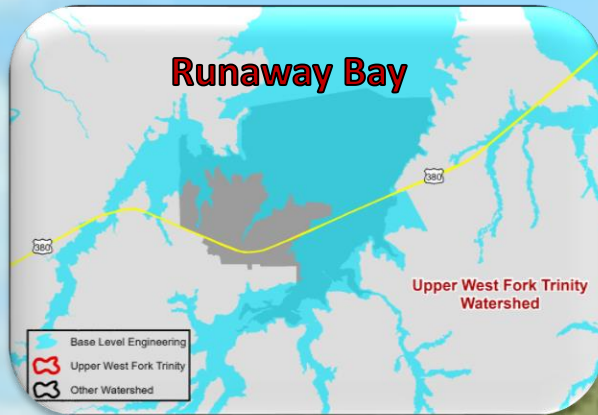 Runaway Bay
380
380
Upper West Fork Trinity
Watershed
Base Level Engineering
Upper West Fork Trinity
Other Watershed